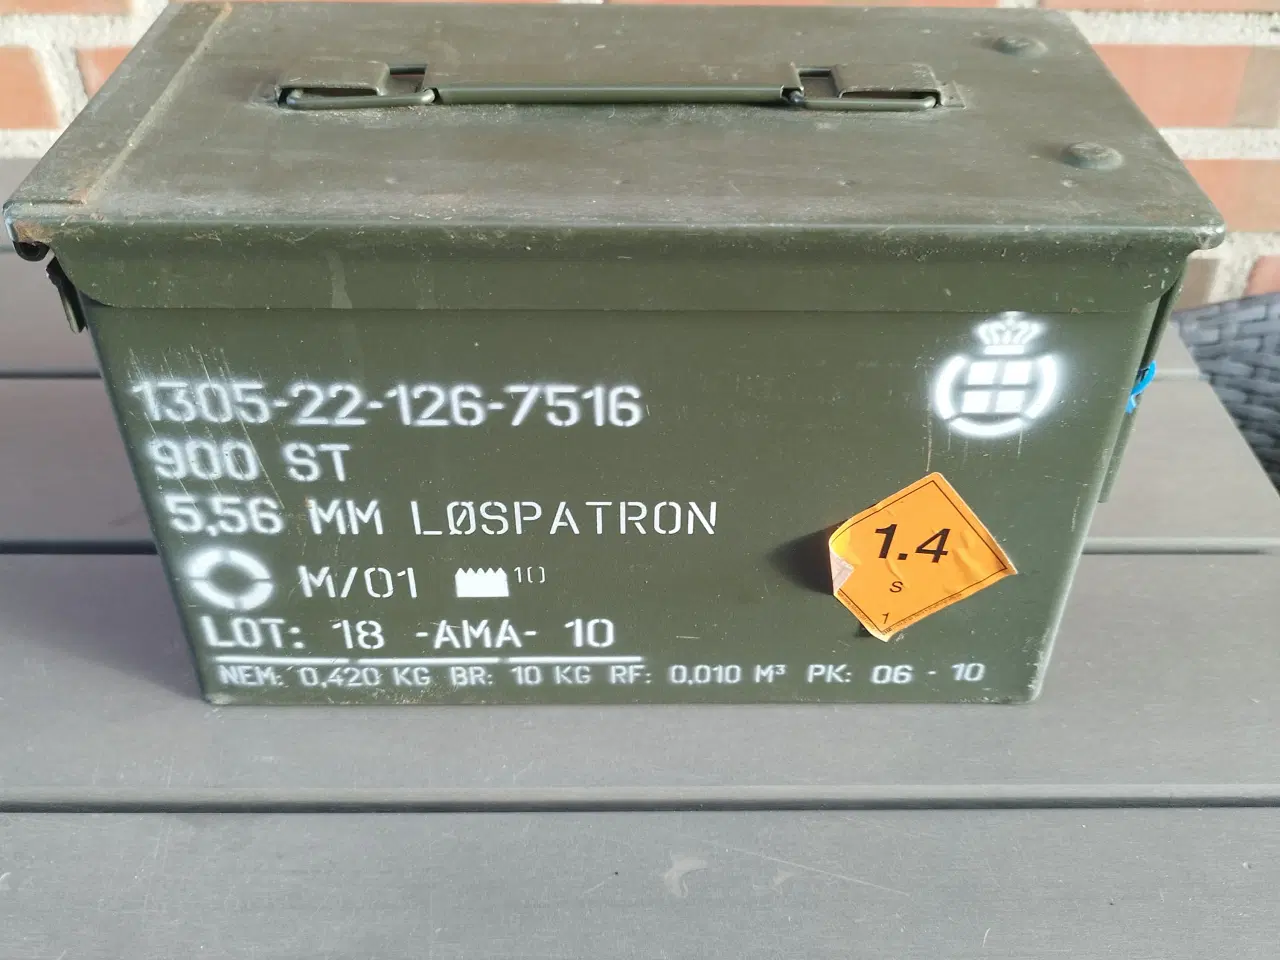 1305-22-126-7516
900 ST
5,56 MM LØSPATRON
M/01 10
LOT: 18 -AMA- 10
NEM: 0,420 KG BR: 10 KG RF: 0,010 M³ PK: 06 - 10
1.4
S
1